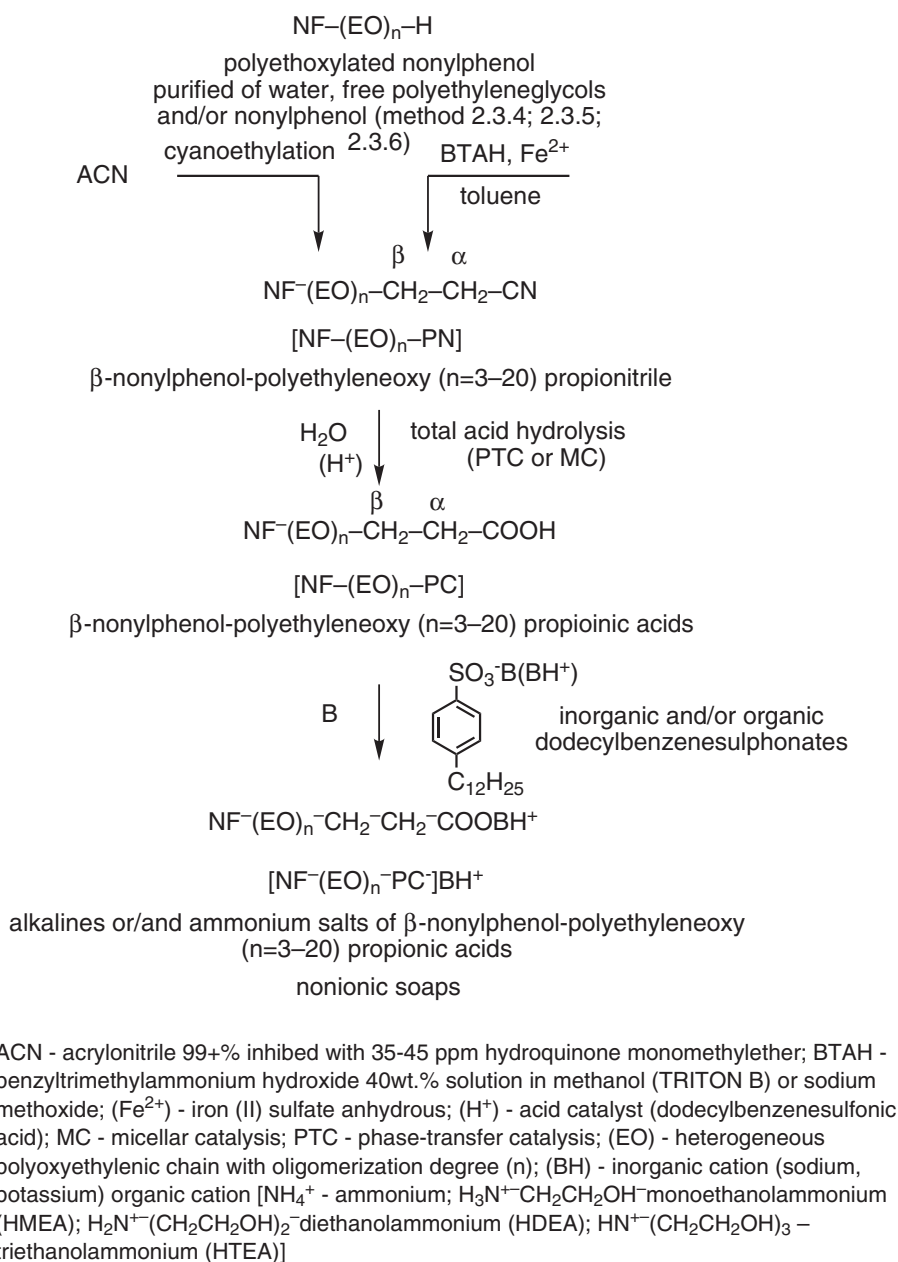 NF–(EO)n–H
polyethoxylated nonylphenol
purified of water, free polyethyleneglycols
and/or nonylphenol (method 2.3.4; 2.3.5;
2.3.6)
cyanoethylation
BTAH, Fe2+
ACN
toluene
β α
NF–(EO)n–CH2–CH2–CN
[NF–(EO)n–PN]
β-nonylphenol-polyethyleneoxy (n=3–20) propionitrile
H2O
(H+)
total acid hydrolysis
(PTC or MC)
β α
NF–(EO)n–CH2–CH2–COOH
[NF–(EO)n–PC]
β-nonylphenol-polyethyleneoxy (n=3–20) propioinic acids
SO3-B(BH+)
B
inorganic and/or organic
dodecylbenzenesulphonates
C12H25
NF–(EO)n–CH2–CH2–COOBH+
[NF–(EO)n–PC-]BH+
alkalines or/and ammonium salts of β-nonylphenol-polyethyleneoxy
(n=3–20) propionic acids
nonionic soaps
ACN - acrylonitrile 99+% inhibed with 35-45 ppm hydroquinone monomethylether; BTAH -
benzyltrimethylammonium hydroxide 40wt.% solution in methanol (TRITON B) or sodium
methoxide; (Fe2+) - iron (II) sulfate anhydrous; (H+) - acid catalyst (dodecylbenzenesulfonic
acid); MC - micellar catalysis; PTC - phase-transfer catalysis; (EO) - heterogeneous
polyoxyethylenic chain with oligomerization degree (n); (BH) - inorganic cation (sodium,
potassium) organic cation [NH4+ - ammonium; H3N+–CH2CH2OH–monoethanolammonium
(HMEA); H2N+–(CH2CH2OH)2–diethanolammonium (HDEA); HN+–(CH2CH2OH)3 –
triethanolammonium (HTEA)]